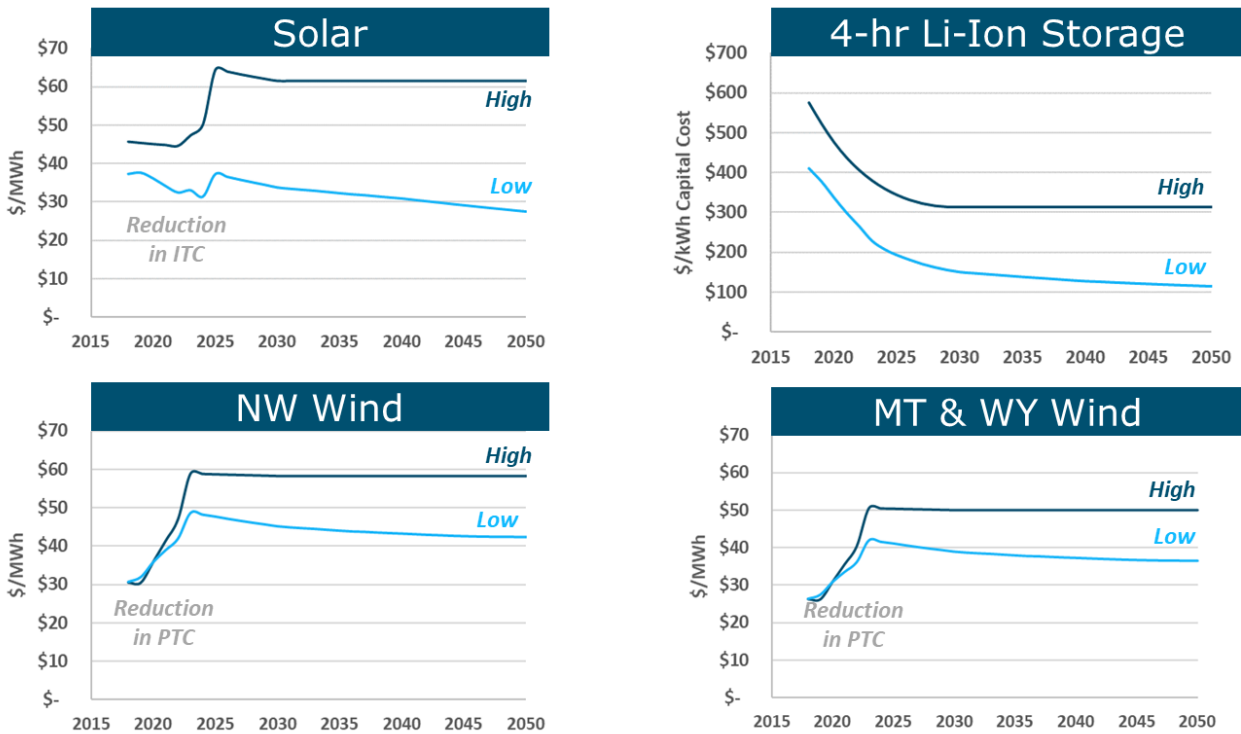 Solar
$/MWh
$70
$60
$50
$40
$30
$20
$10
$-
High
Low
Reduction
in ITC
2015 2020 2025 2030 2035 2040 2045 2050
4-hr Li-Ion Storage
$/kWh Capital Cost
$700
$600
$500
$400
$300
$200
$100
$-
High
Low
2015 2020 2025 2030 2035 2040 2045 2050
NW Wind
$/MWh
$70
$60
$50
$40
$30
$20
$10
$-
High
Low
Reduction
in PTC
2015 2020 2025 2030 2035 2040 2045 2050
MT & WY Wind
$/MWh
$70
$60
$50
$40
$30
$20
$10
$-
High
Low
Reduction
in PTC
2015 2020 2025 2030 2035 2040 2045 2050